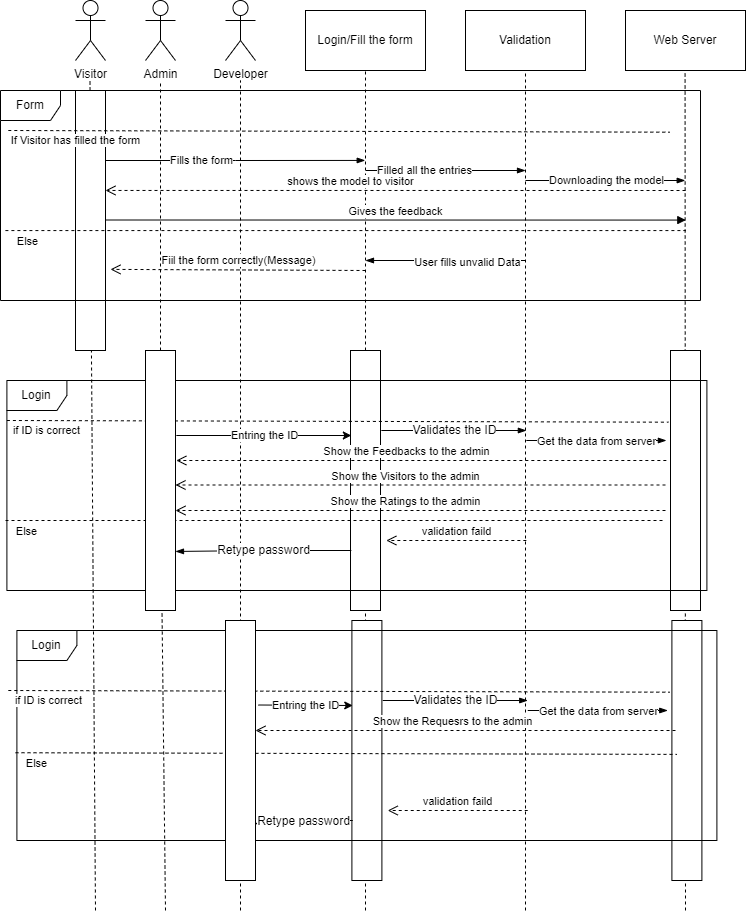 Visitor
Admin
Developer
Login/Fill the form
Validation
Web Server
Form
If Visitor has filled the form
Fills the form
Filled all the entries
shows the model to visitor
Downloading the model
Gives the feedback
Else
Fiil the form correctly(Message)
User fills unvalid Data
Login
if ID is correct
Entring the ID
Validates the ID
Get the data from server
Show the Feedbacks to the admin
Show the Visitors to the admin
Show the Ratings to the admin
Else
validation faild
Retype password
Login
if ID is correct
Entring the ID
Validates the ID
Get the data from server
Show the Requesrs to the admin
Else
validation faild
Retype password